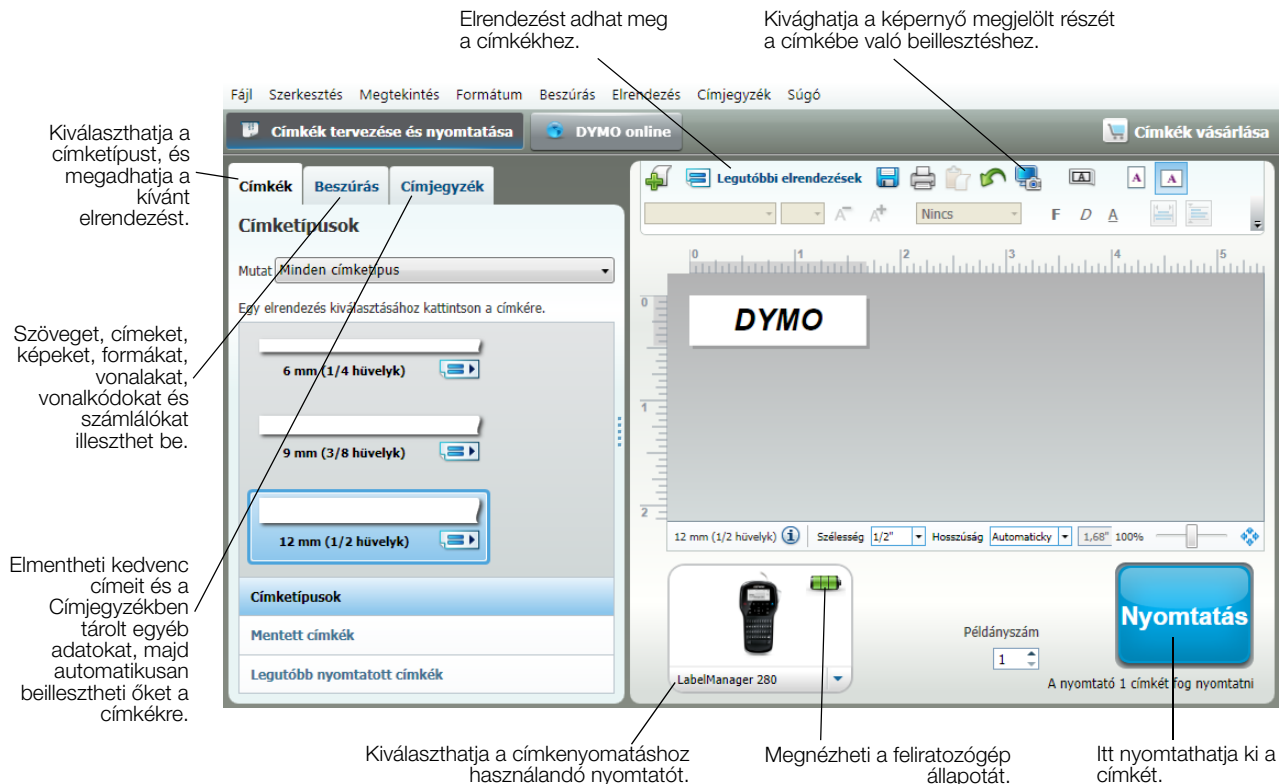 Elrendezést adhat meg
a címkékhez.
Kivághatja a képernyő megjelölt részét
a címkébe való beillesztéshez.
Fájl Szerkesztés Megtekintés Formátum Beszúrás Elrendezés Címjegyzék Súgó
Címkék tervezése és nyomtatása DYMO online Címkék vásárlása
Kiválaszthatja a
címketípust, és
megadhatja a
kívánt
elrendezést.
Szöveget, címeket,
képeket, formákat,
vonalakat,
vonalkódokat és
számlálókat
illeszthet be.
Elmentheti kedvenc
címeit és a
Címjegyzékben
tárolt egyéb
adatokat, majd
automatikusan
beillesztheti őket a
címkékre.
Címkék Beszúrás Címjegyzék
Címketípusok
Mutat Minden címketípus
Egy elrendezés kiválasztásához kattintson a címkére.
6 mm (1/4 hüvelyk)
9 mm (3/8 hüvelyk)
12 mm (1/2 hüvelyk)
Címketípusok
Mentett címkék
Legutóbb nyomtatott címkék
Legutóbbi elrendezések A A A
A A Nincs F D A
0 1 2 3 4 5
0
1
2
DYMO
12 mm (1/2 hüvelyk) i Szélesség 1/2" Hosszúság Automaticky 1,68" 100%
LabelManager 280
Példányszám
1
Nyomtatás
A nyomtató 1 címkét fog nyomtatni
Kiválaszthatja a címkenyomatáshoz
használandó nyomtatót.
Megnézheti a feliratozógép
állapotát.
Itt nyomtathatja ki a
címkét.